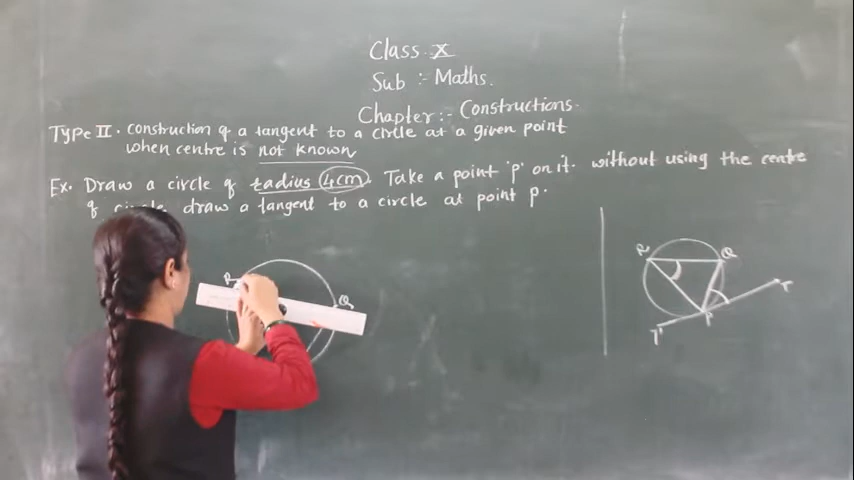 Class X
Sub :- Maths.
Chapter:- Constructions.
Type II. construction of a tangent to a circle at a given point
when centre is not known
Ex. Draw a circle of radius 4cm. Take a point 'p' on it. without using the centre
of circle draw a tangent to a circle at point p.
R
Q
R
Q
T
T'
P